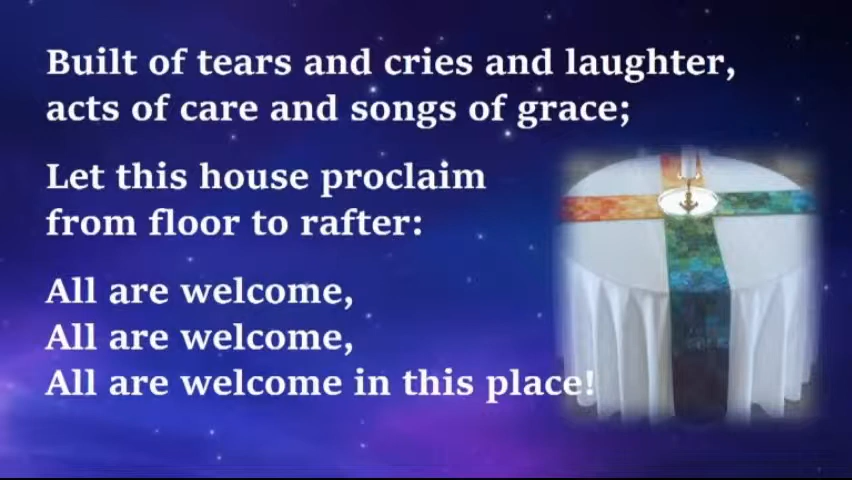 Built of tears and cries and laughter,
acts of care and songs of grace;
Let this house proclaim
from floor to rafter:
All are welcome,
All are welcome,
All are welcome in this place!